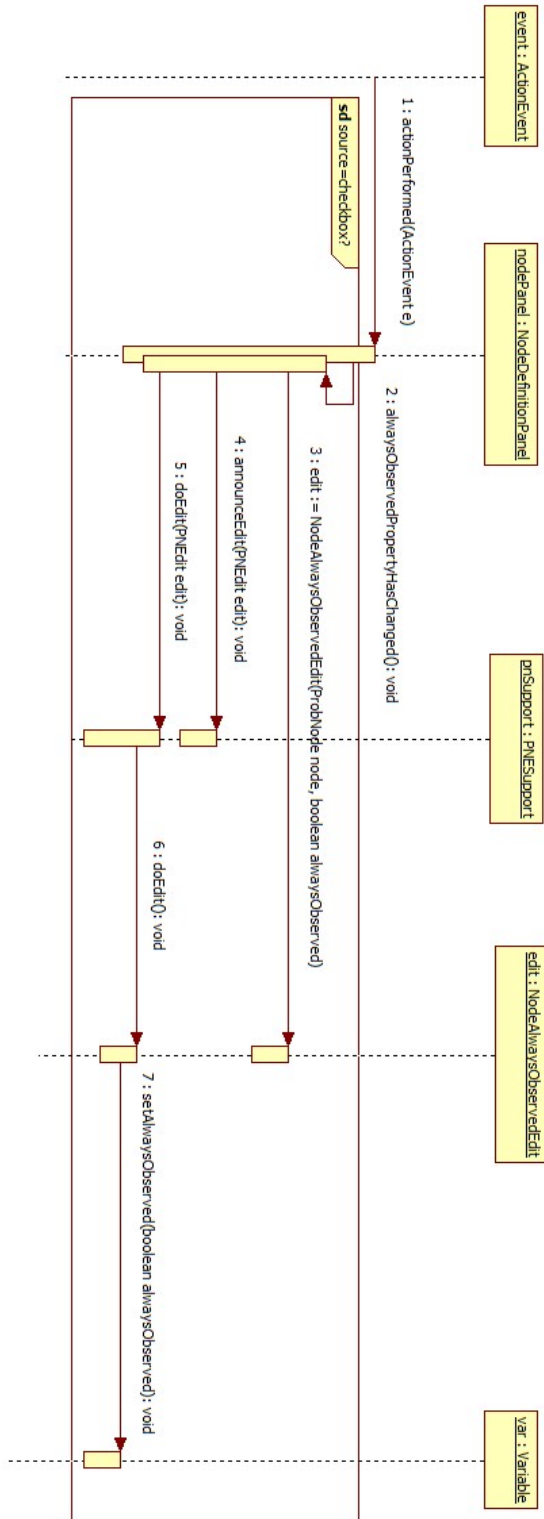 event : ActionEvent
nodePanel : NodeDefinitionPanel
pnSupport : PNESupport
edit : NodeAlwaysObservedEdit
var : Variable
1 : actionPerformed(ActionEvent e)
sd source=checkbox?
2 : alwaysObservedPropertyHasChanged(): void
3 : edit := NodeAlwaysObservedEdit(ProbNode node, boolean alwaysObserved)
4 : announceEdit(PNEdit edit): void
5 : doEdit(PNEdit edit): void
6 : doEdit(): void
7 : setAlwaysObserved(boolean alwaysObserved): void